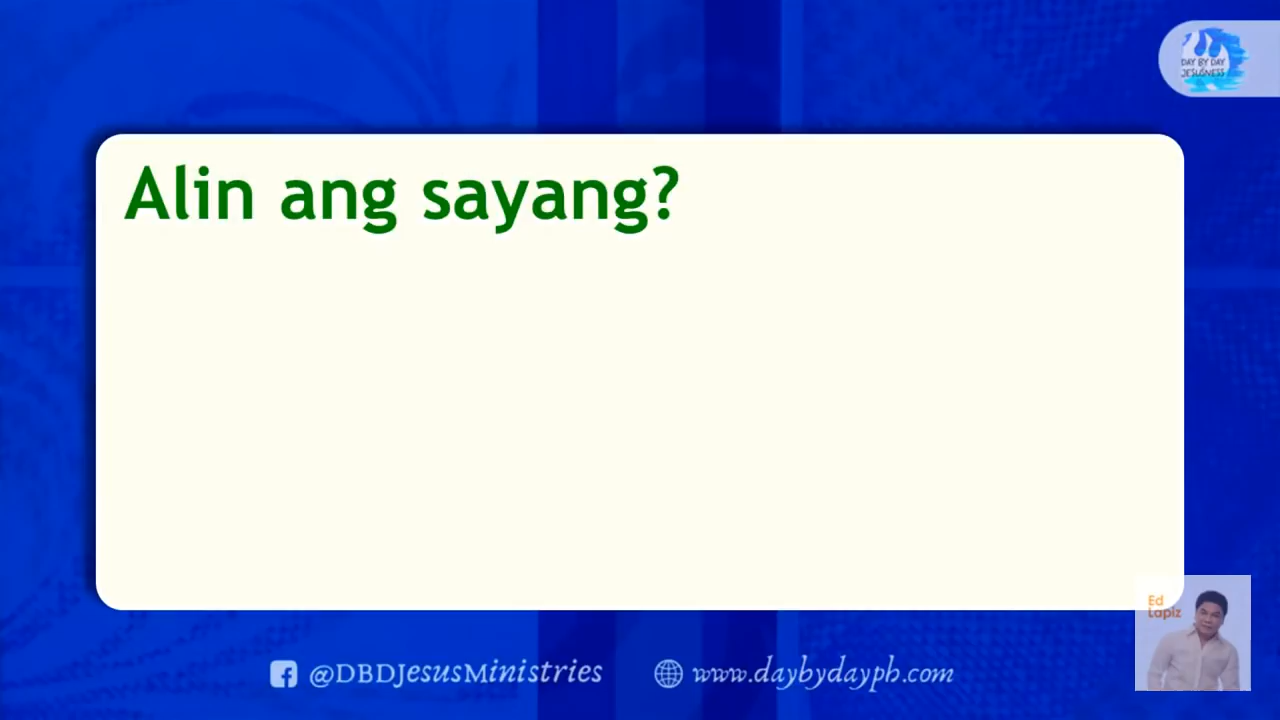 DAY BY DAY
JESUSNESS
Alin ang sayang?
Ed
Lapiz
@DBDJesusMinistries
www.daybydayph.com